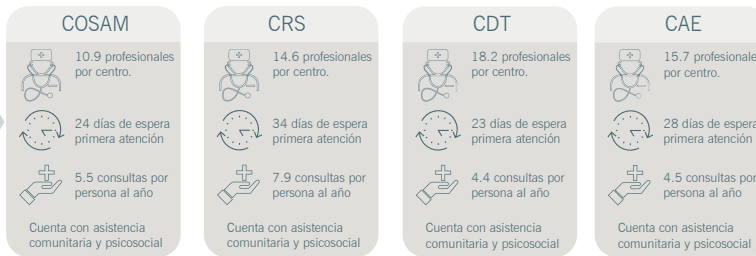 COSAM
10.9 profesionales
por centro.
24 días de espera
primera atención
5.5 consultas por
persona al año
Cuenta con asistencia
comunitaria y psicosocial
CRS
14.6 profesionales
por centro.
34 días de espera
primera atención
7.9 consultas por
persona al año
Cuenta con asistencia
comunitaria y psicosocial
CDT
18.2 profesionales
por centro.
23 días de espera
primera atención
4.4 consultas por
persona al año
Cuenta con asistencia
comunitaria y psicosocial
CAE
15.7 profesionale
por centro.
28 días de espera
primera atención
4.5 consultas por
persona al año
Cuenta con asistencia
comunitaria y psicosocial